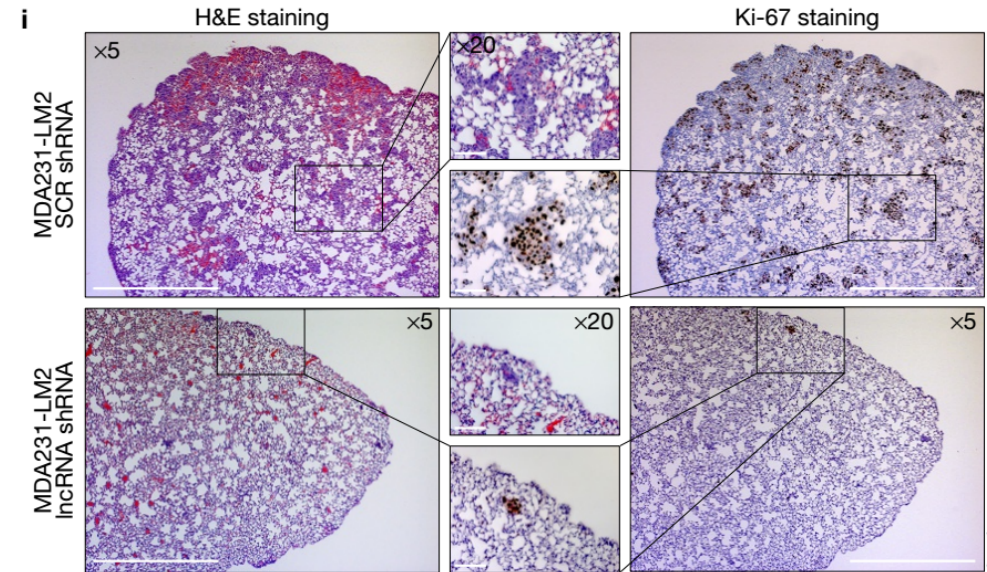 i
H&E staining
Ki-67 staining
MDA231-LM2
SCR shRNA
×5
×20
MDA231-LM2
lncRNA shRNA
×5
×20
×5